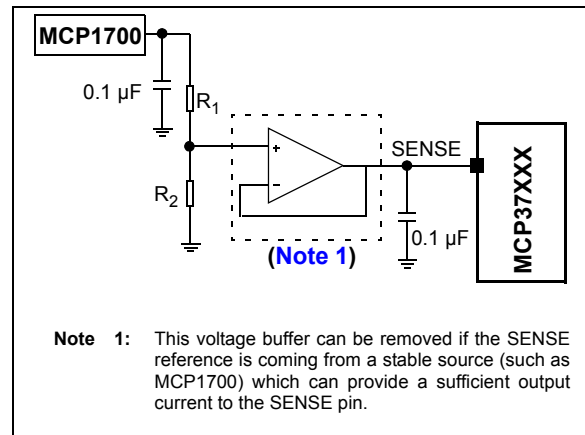 MCP1700
0.1 µF
R1
+
SENSE
–
R2
0.1 µF
MCP37XXX
(Note 1)
Note 1: This voltage buffer can be removed if the SENSE
reference is coming from a stable source (such as
MCP1700) which can provide a sufficient output
current to the SENSE pin.